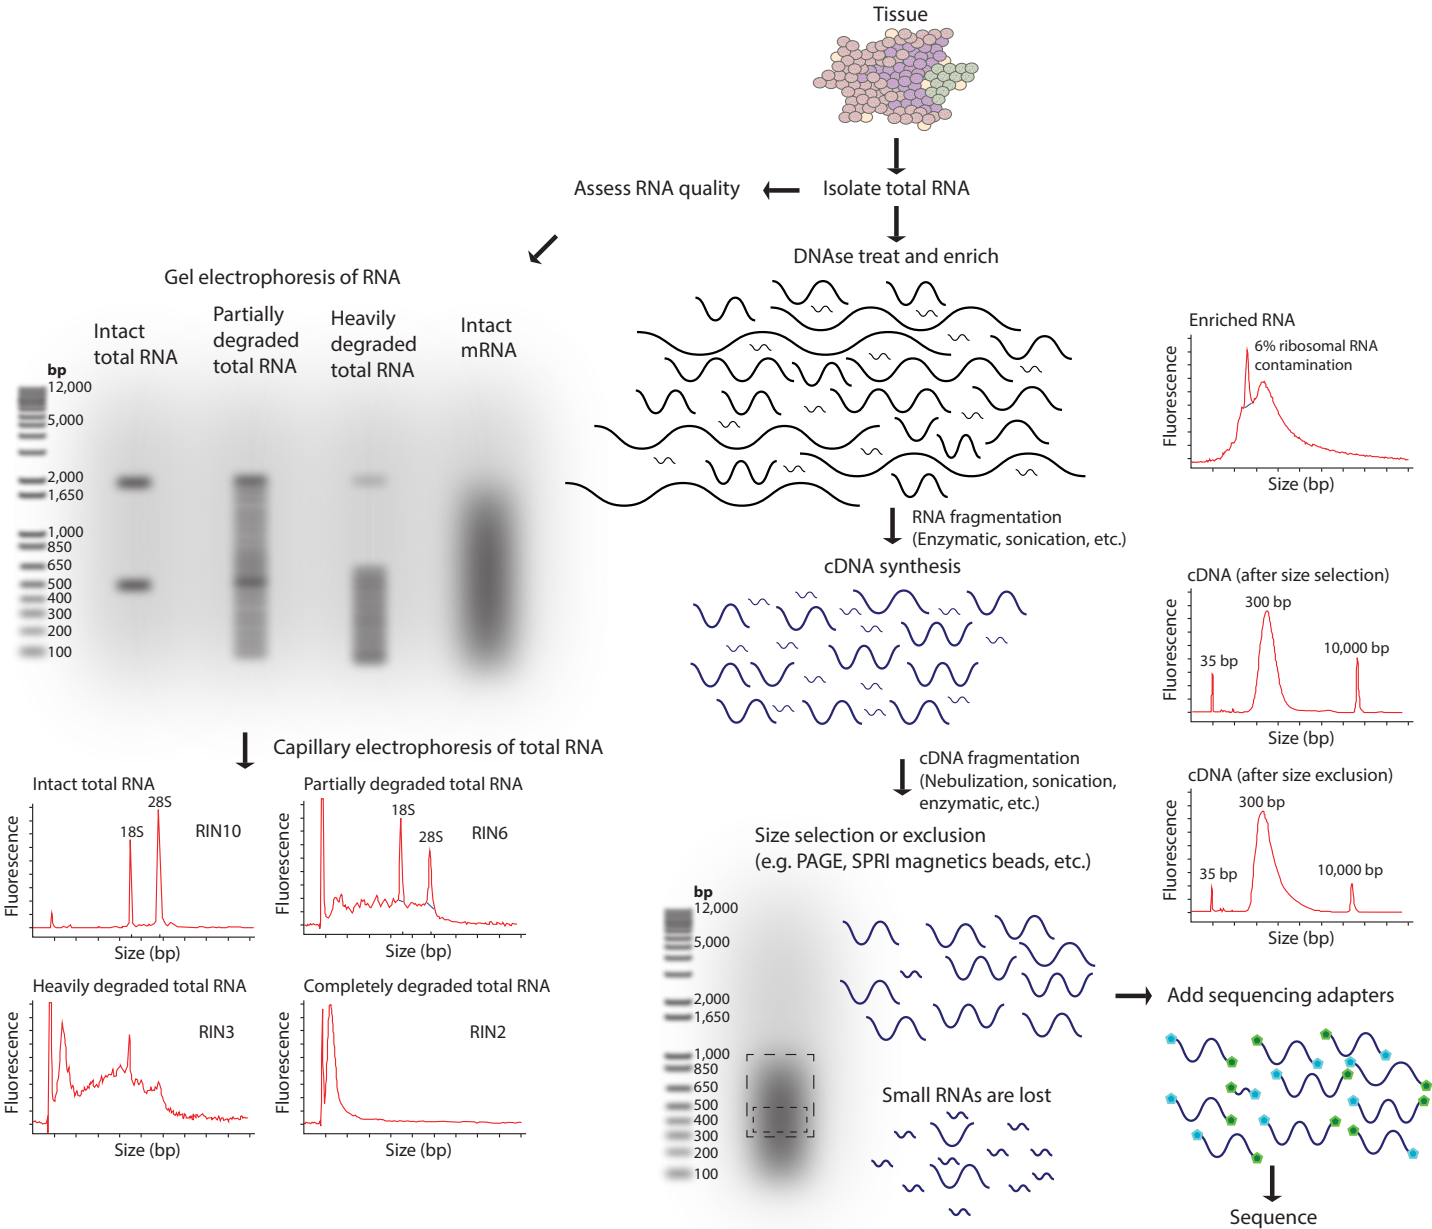 Tissue
Assess RNA quality
Isolate total RNA
DNAse treat and enrich
Gel electrophoresis of RNA
Intact
total RNA
Partially
degraded
total RNA
Heavily
degraded
total RNA
Intact
mRNA
bp
12,000
5,000
2,000
1,650
1,000
850
650
500
400
300
200
100
Enriched RNA
6% ribosomal RNA
contamination
Fluorescence
Size (bp)
RNA fragmentation
(Enzymatic, sonication, etc.)
cDNA synthesis
cDNA (after size selection)
300 bp
35 bp
10,000 bp
Fluorescence
Size (bp)
Capillary electrophoresis of total RNA
Intact total RNA
28S
18S
RIN10
Fluorescence
Size (bp)
Partially degraded total RNA
18S
28S
RIN6
Fluorescence
Size (bp)
Heavily degraded total RNA
RIN3
Fluorescence
Size (bp)
Completely degraded total RNA
RIN2
Fluorescence
Size (bp)
cDNA fragmentation
(Nebulization, sonication,
enzymatic, etc.)
cDNA (after size exclusion)
300 bp
35 bp
10,000 bp
Fluorescence
Size (bp)
Size selection or exclusion
(e.g. PAGE, SPRI magnetics beads, etc.)
bp
12,000
5,000
2,000
1,650
1,000
850
650
500
400
300
200
100
Small RNAs are lost
Add sequencing adapters
Sequence